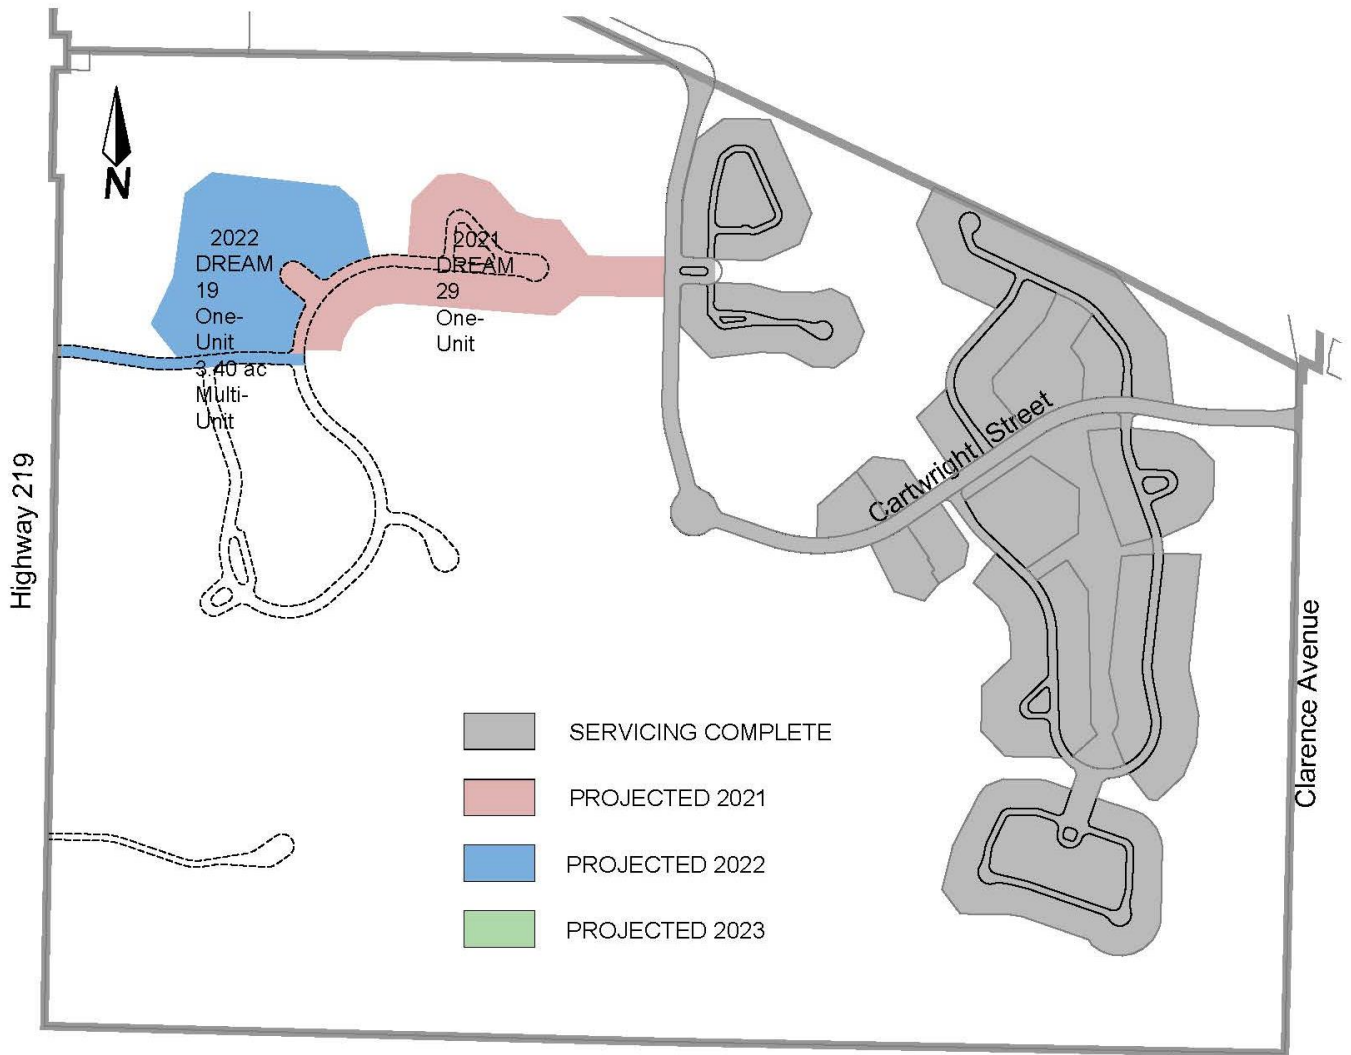 N
2022
DREAM
19
One-
Unit
3.40 ac
Multi-
Unit
2021
DREAM
29
One-
Unit
Cartwright Street
Highway 219
Clarence Avenue
SERVICING COMPLETE
PROJECTED 2021
PROJECTED 2022
PROJECTED 2023